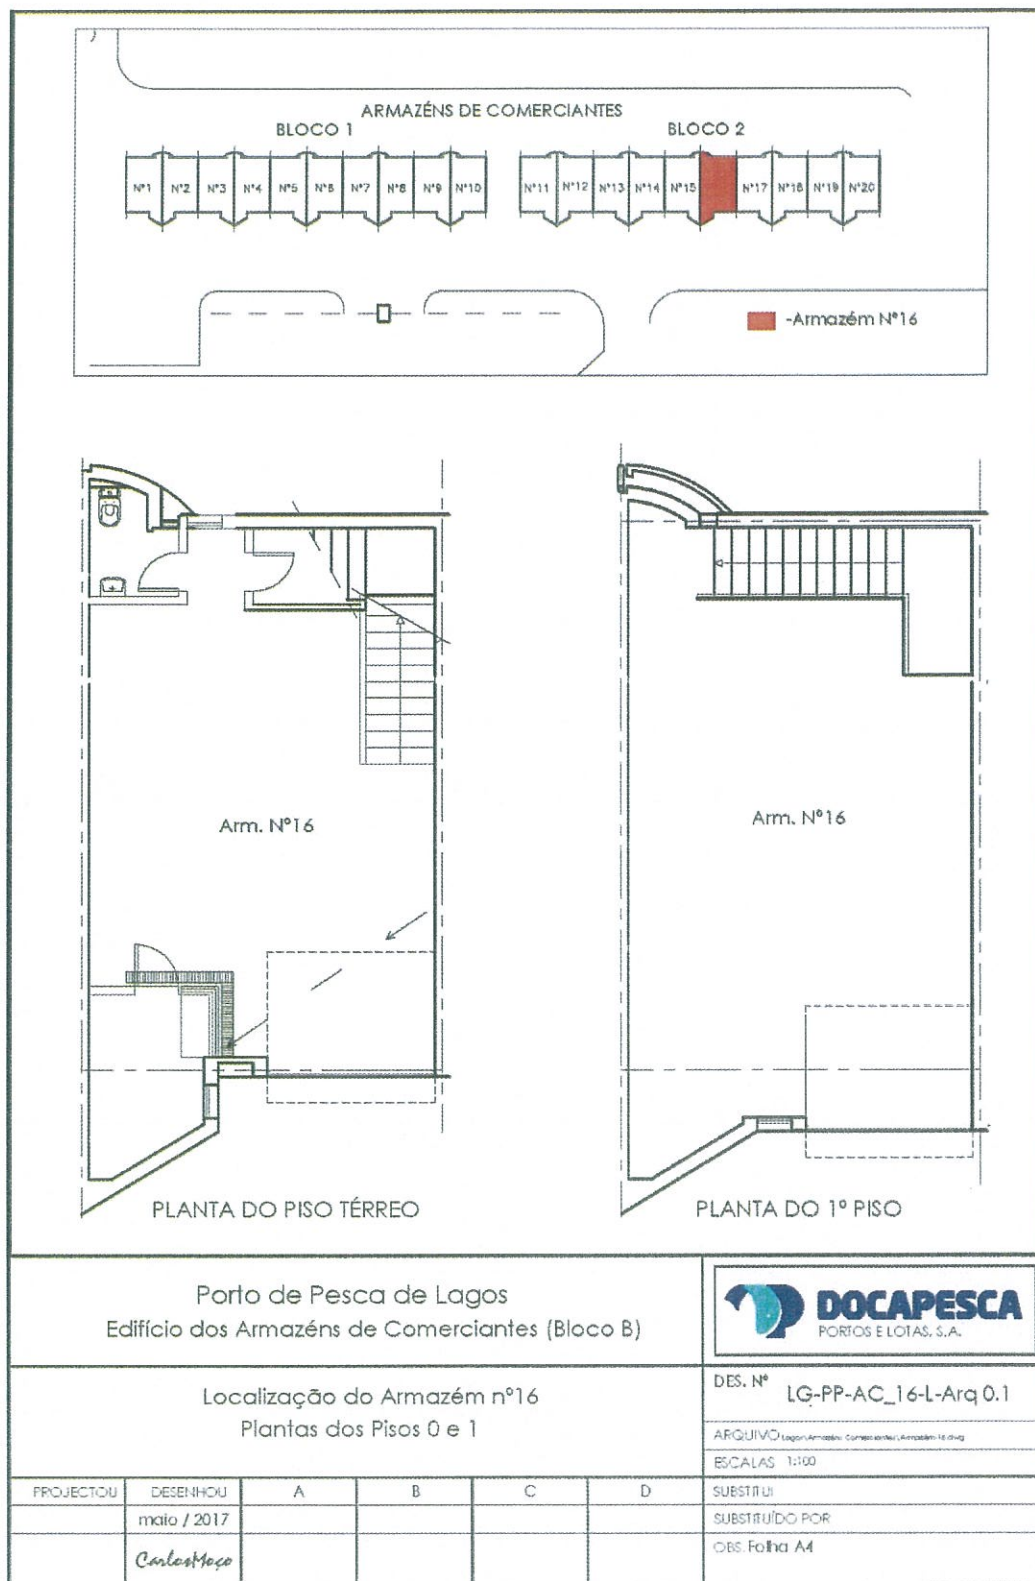 ARMAZÉNS DE COMERCIANTES
BLOCO 1
BLOCO 2
Nº1 Nº2 Nº3 Nº4 Nº5 Nº6 Nº7 Nº8 Nº9 Nº10
Nº11 Nº12 Nº13 Nº14 Nº15 Nº17 Nº18 Nº19 Nº20
-Armazém Nº16
Arm. Nº16
Arm. Nº16
PLANTA DO PISO TÉRREO
PLANTA DO 1º PISO
Porto de Pesca de Lagos
Edifício dos Armazéns de Comerciantes (Bloco B)
DOCAPESCA
PORTOS E LOTAS, S.A.
Localização do Armazém nº16
Plantas dos Pisos 0 e 1
DES. Nº LG-PP-AC_16-L-Arq 0.1
ARQUIVO
ESCALAS 1:100
PROJECTOU DESENHOU A B C D
maio / 2017
CarlosMoço
SUBSTITUI
SUBSTITUÍDO POR
OBS. Folha A4